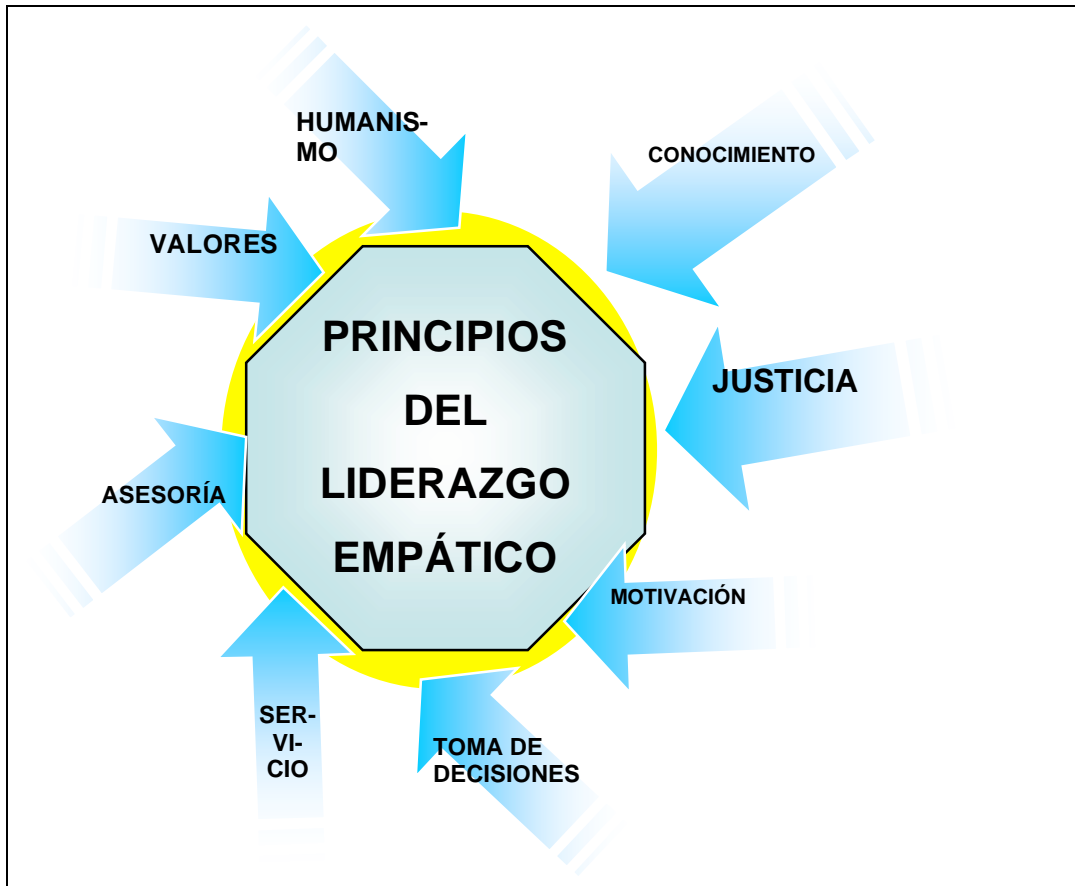 HUMANIS-
MO
CONOCIMIENTO
VALORES
PRINCIPIOS
DEL
LIDERAZGO
EMPÁTICO
JUSTICIA
ASESORÍA
MOTIVACIÓN
SER-
VI-
CIO
TOMA DE
DECISIONES